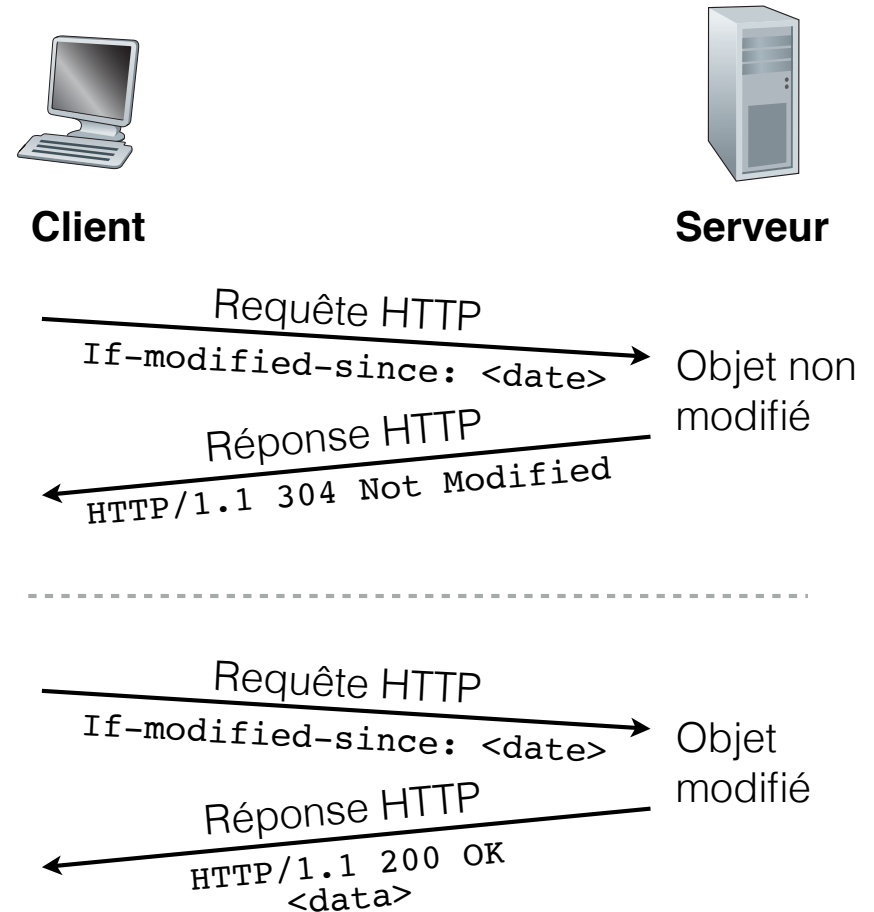 Client
Serveur
Requête HTTP
If-modified-since: <date>
Objet non
modifié
Réponse HTTP
HTTP/1.1 304 Not Modified
Requête HTTP
If-modified-since: <date>
Objet
modifié
Réponse HTTP
HTTP/1.1 200 OK
<data>